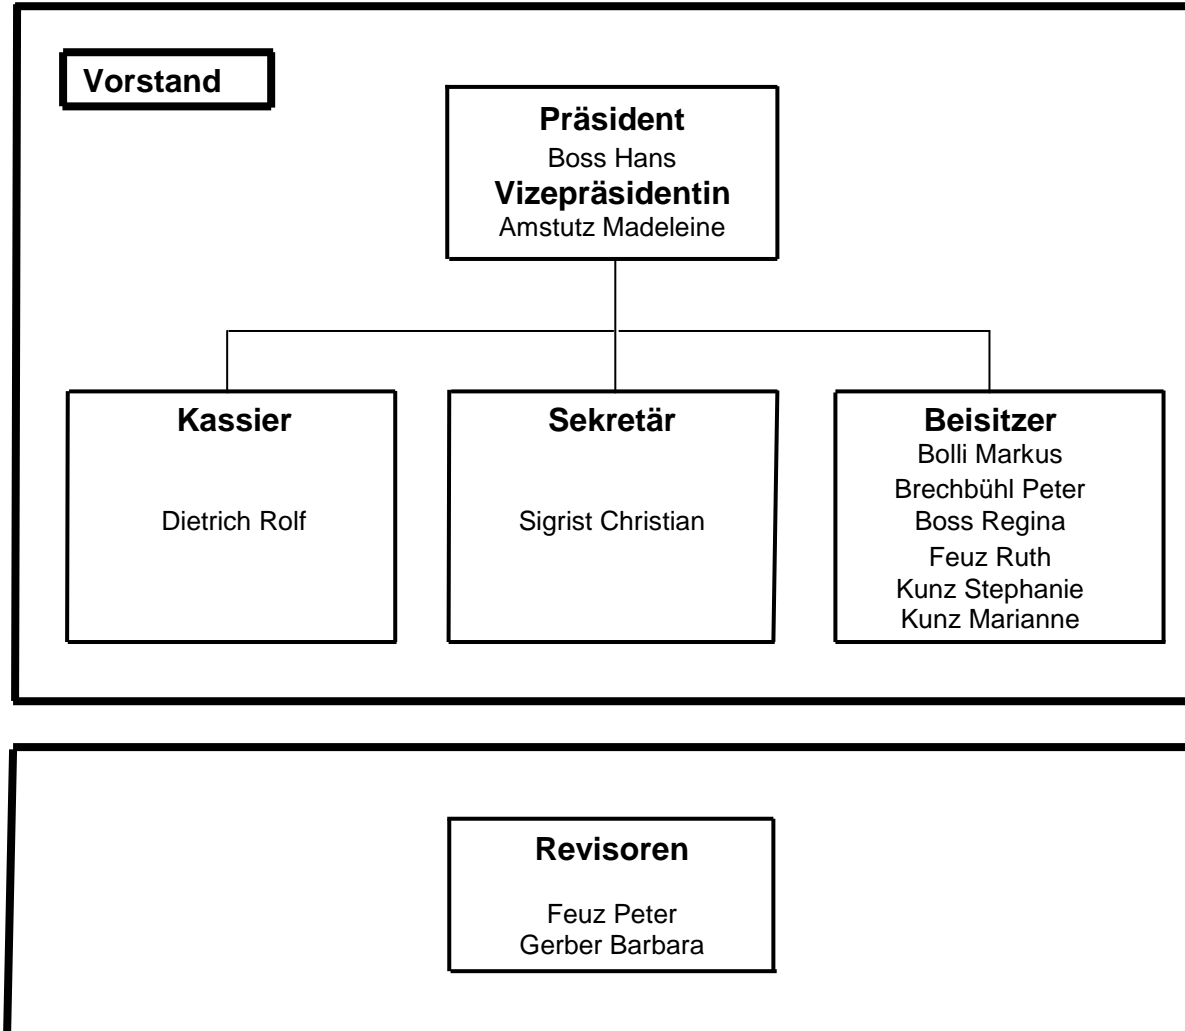 Vorstand
Präsident
Boss Hans
Vizepräsidentin
Amstutz Madeleine
Kassier
Dietrich Rolf
Sekretär
Sigrist Christian
Beisitzer
Bolli Markus
Brechbühl Peter
Boss Regina
Feuz Ruth
Kunz Stephanie
Kunz Marianne
Revisoren
Feuz Peter
Gerber Barbara